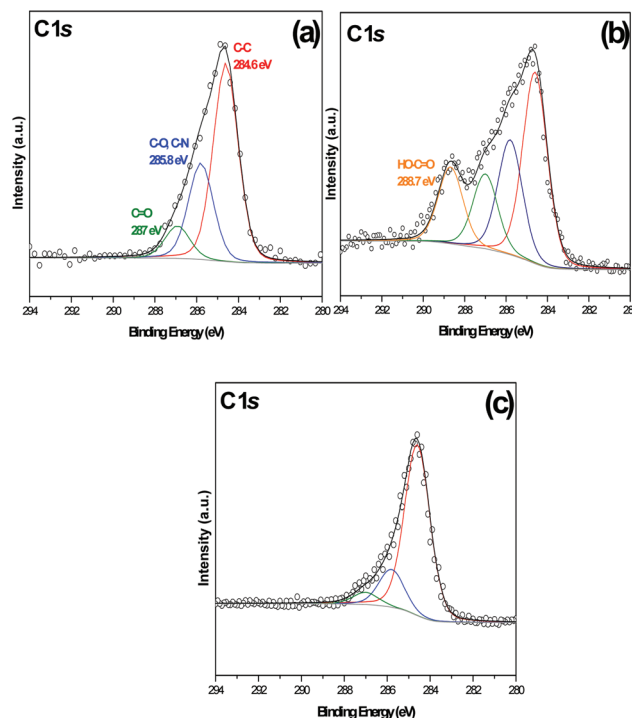 C1s
(a)
C-C
284.6 eV
C-O, C-N
285.8 eV
C=O
287 eV
Intensity (a.u.)
294 292 290 288 286 284 282 280
Binding Energy (eV)
C1s
(b)
HO-C=O
288.7 eV
Intensity (a.u.)
294 292 290 288 286 284 282
Binding Energy (eV)
C1s
(c)
Intensity (a.u.)
294 292 290 288 286 284 282 280
Binding Energy (eV)